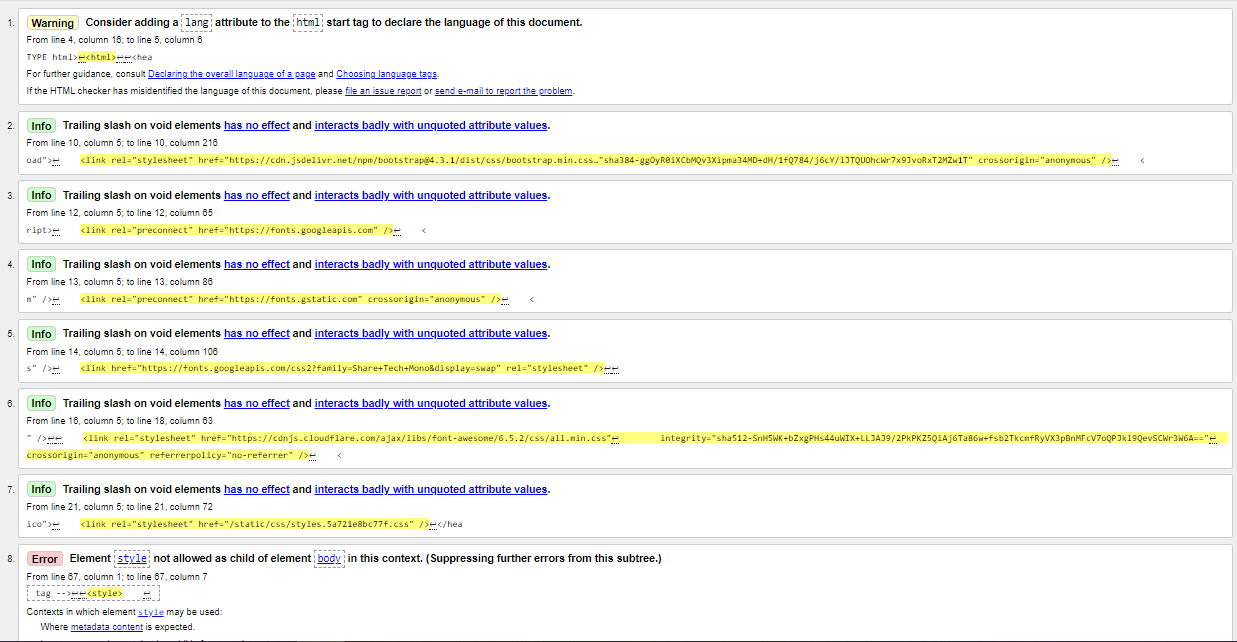 1. Warning Consider adding a lang attribute to the html start tag to declare the language of this document.
From line 4, column 16; to line 5, column 6
TYPE html>↩<html>↩↩<hea
For further guidance, consult Declaring the overall language of a page and Choosing language tags.
If the HTML checker has misidentified the language of this document, please file an issue report or send e-mail to report the problem.
2. Info Trailing slash on void elements has no effect and interacts badly with unquoted attribute values.
From line 10, column 5; to line 10, column 216
oad">↩ <link rel="stylesheet" href="https://cdn.jsdelivr.net/npm/bootstrap@4.3.1/dist/css/bootstrap.min.css…"sha384-ggOyR0iXCbMQv3Xipma34MD+dH/1fQ784/j6cY/iJTQUOhcWr7x9JvoRxT2MZw1T" crossorigin="anonymous" />↩ <
3. Info Trailing slash on void elements has no effect and interacts badly with unquoted attribute values.
From line 12, column 5; to line 12, column 65
ript>↩ <link rel="preconnect" href="https://fonts.googleapis.com" />↩ <
4. Info Trailing slash on void elements has no effect and interacts badly with unquoted attribute values.
From line 13, column 5; to line 13, column 86
m" />↩ <link rel="preconnect" href="https://fonts.gstatic.com" crossorigin="anonymous" />↩ <
5. Info Trailing slash on void elements has no effect and interacts badly with unquoted attribute values.
From line 14, column 5; to line 14, column 106
s" />↩ <link href="https://fonts.googleapis.com/css2?family=Share+Tech+Mono&display=swap" rel="stylesheet" />↩↩
6. Info Trailing slash on void elements has no effect and interacts badly with unquoted attribute values.
From line 16, column 5; to line 18, column 63
" />↩↩ <link rel="stylesheet" href="https://cdnjs.cloudflare.com/ajax/libs/font-awesome/6.5.2/css/all.min.css"↩ integrity="sha512-SnH5WK+bZxgPHs44uWIX+LLJAJ9/2PkPKZ5QiAj6Ta86w+fsb2TkcmfRyVX3pBnMFcV7oQPJkl9QevSCWr3W6A=="↩
crossorigin="anonymous" referrerpolicy="no-referrer" />↩ <
7. Info Trailing slash on void elements has no effect and interacts badly with unquoted attribute values.
From line 21, column 5; to line 21, column 72
ico">↩ <link rel="stylesheet" href="/static/css/styles.5a721e8bc77f.css" />↩</hea
8. Error Element style not allowed as child of element body in this context. (Suppressing further errors from this subtree.)
From line 67, column 1; to line 67, column 7
tag -->↩↩<style> ↩
Contexts in which element style may be used:
Where metadata content is expected.